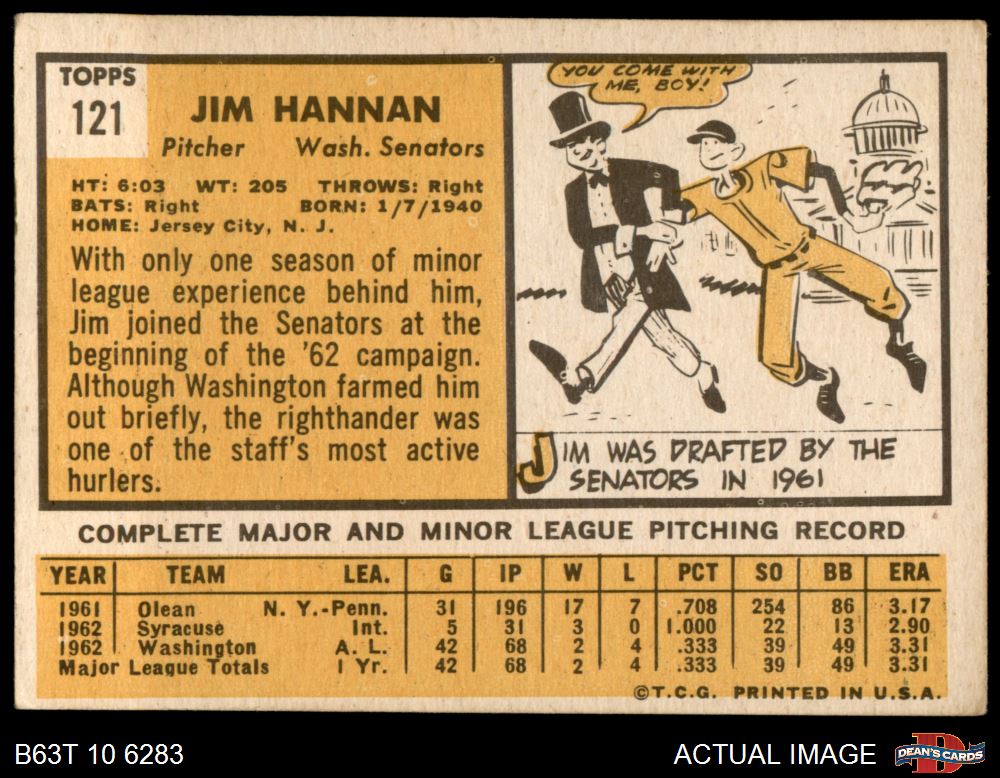 TOPPS
121
JIM HANNAN
Pitcher Wash. Senators
HT: 6:03 WT: 205 THROWS: Right
BATS: Right BORN: 1/7/1940
HOME: Jersey City, N. J.
With only one season of minor
league experience behind him,
Jim joined the Senators at the
beginning of the '62 campaign.
Although Washington farmed him
out briefly, the righthander was
one of the staff's most active
hurlers.
YOU COME WITH
ME, BOY!
JIM WAS DRAFTED BY THE
SENATORS IN 1961
COMPLETE MAJOR AND MINOR LEAGUE PITCHING RECORD
YEAR TEAM LEA. G IP W L PCT SO BB ERA
1961 Olean N. Y.-Penn. 31 196 17 7 .708 254 86 3.17
1962 Syracuse Int. 5 31 3 0 1.000 22 13 2.90
1962 Washington A. L. 42 68 2 4 .333 39 49 3.31
Major League Totals 1 Yr. 42 68 2 4 .333 39 49 3.31
©T.C.G. PRINTED IN U.S.A.
B63T 10 6283
ACTUAL IMAGE
DEAN'S CARDS